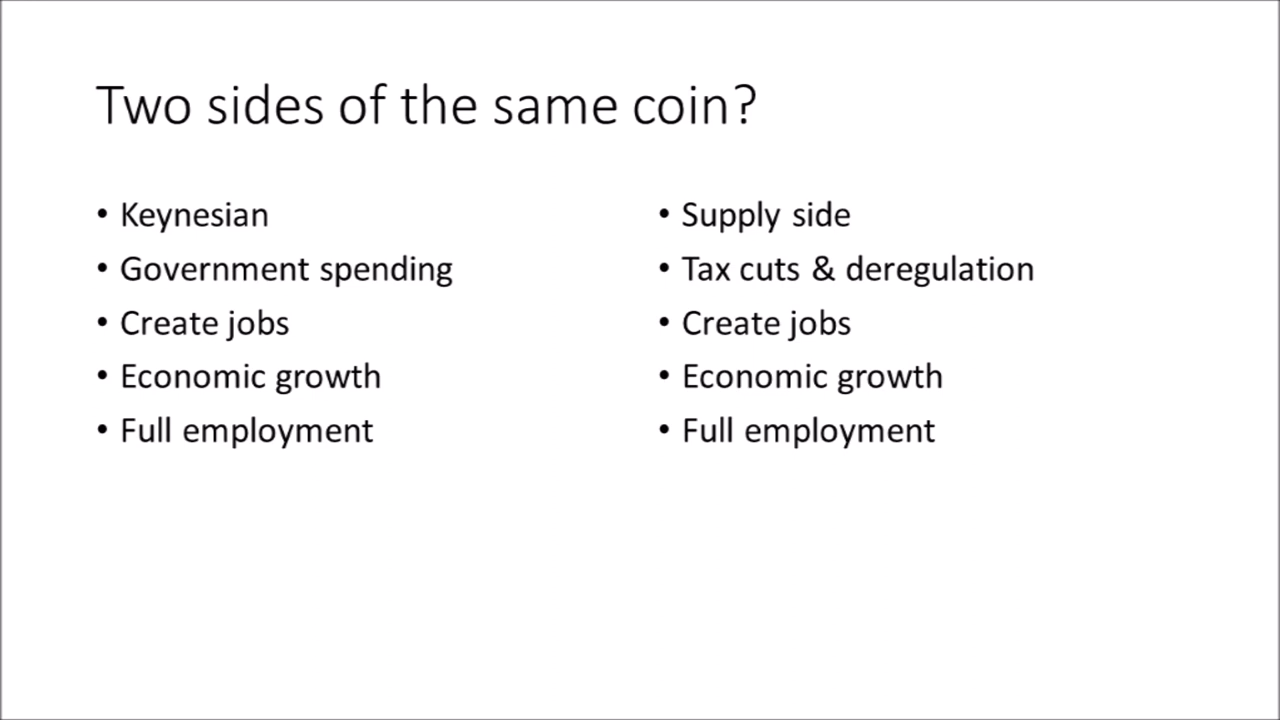 Two sides of the same coin?
• Keynesian
• Government spending
• Create jobs
• Economic growth
• Full employment
• Supply side
• Tax cuts & deregulation
• Create jobs
• Economic growth
• Full employment